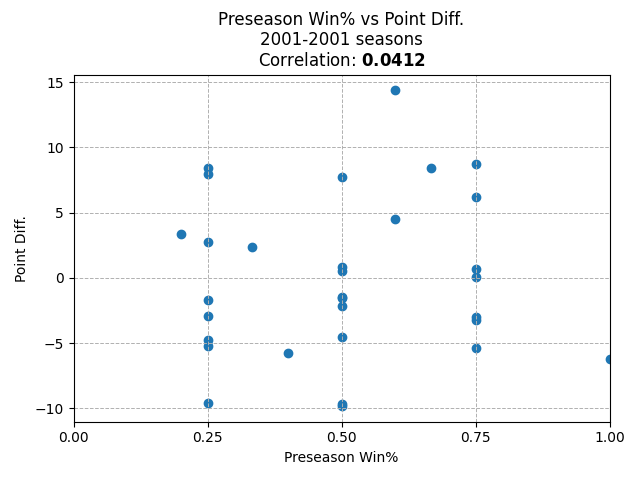 Preseason Win% vs Point Diff.
2001-2001 seasons
Correlation: 0.0412
15
10
5
0
−5
−10
Point Diff.
0.00 0.25 0.50 0.75 1.00
Preseason Win%